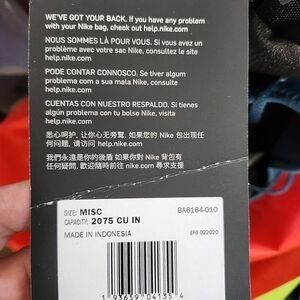 WE'VE GOT YOUR BACK. If you have any problem
with your Nike bag, check out help.nike.com
NOUS SOMMES LÀ POUR VOUS. Si vous avez un
problème avec votre sac Nike, consultez le site
help.nike.com
PODE CONTAR CONNOSCO. Se tiver algum
problema com a sua mala Nike, consulte
help.nike.com
CUENTAS CON NUESTRO RESPALDO. Si tienes
algún problema con tu bolso Nike, visita
help.nike.com
悉心呵护, 让你心无旁骛. 如果您的 Nike 包出现任
何问题, 请访问 help.nike.com
我們永遠是你的後盾 如果你對 Nike 背包有
任何疑問, 歡迎隨時前往 nike.com 尋求支援
SIZE: MISC BA6164-010
CAPACITY: 2075 CU IN
MADE IN INDONESIA EPB 022020
1 93659 04135 4